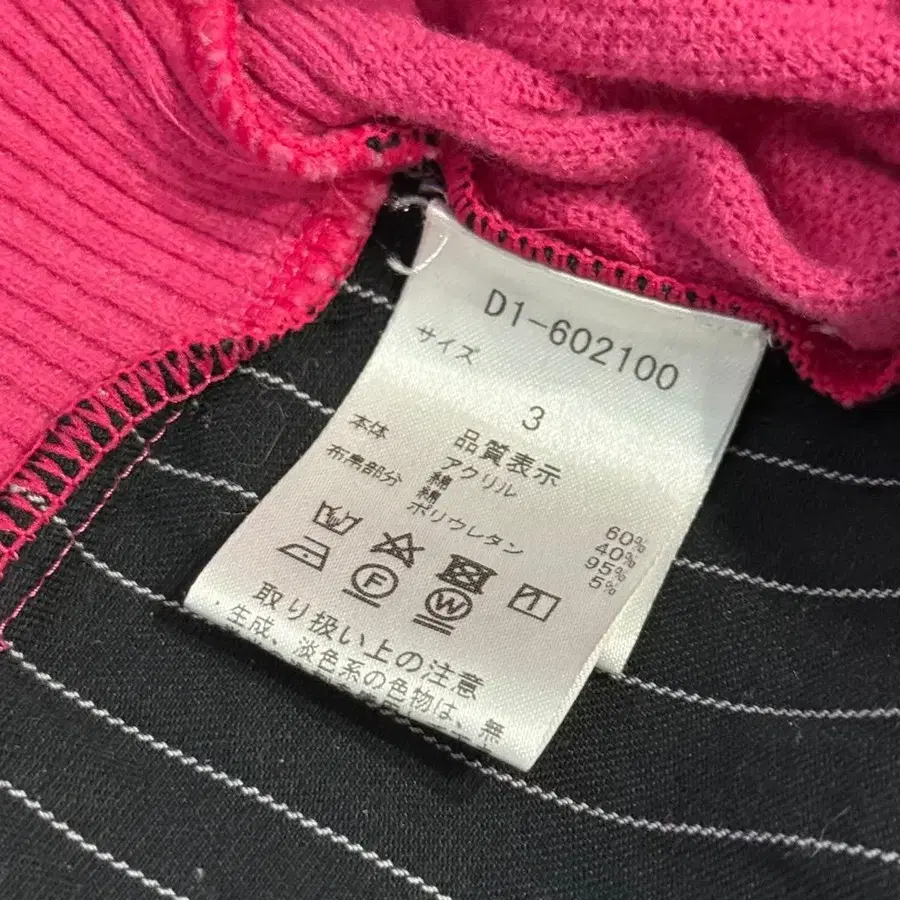 D1-602100
サイズ
3
品質表示
本体 アクリル 60%
綿 40%
布帛部分 綿 95%
ポリウレタン 5%
F W
取り扱い上の注意
・生成、淡色系の色物は、無